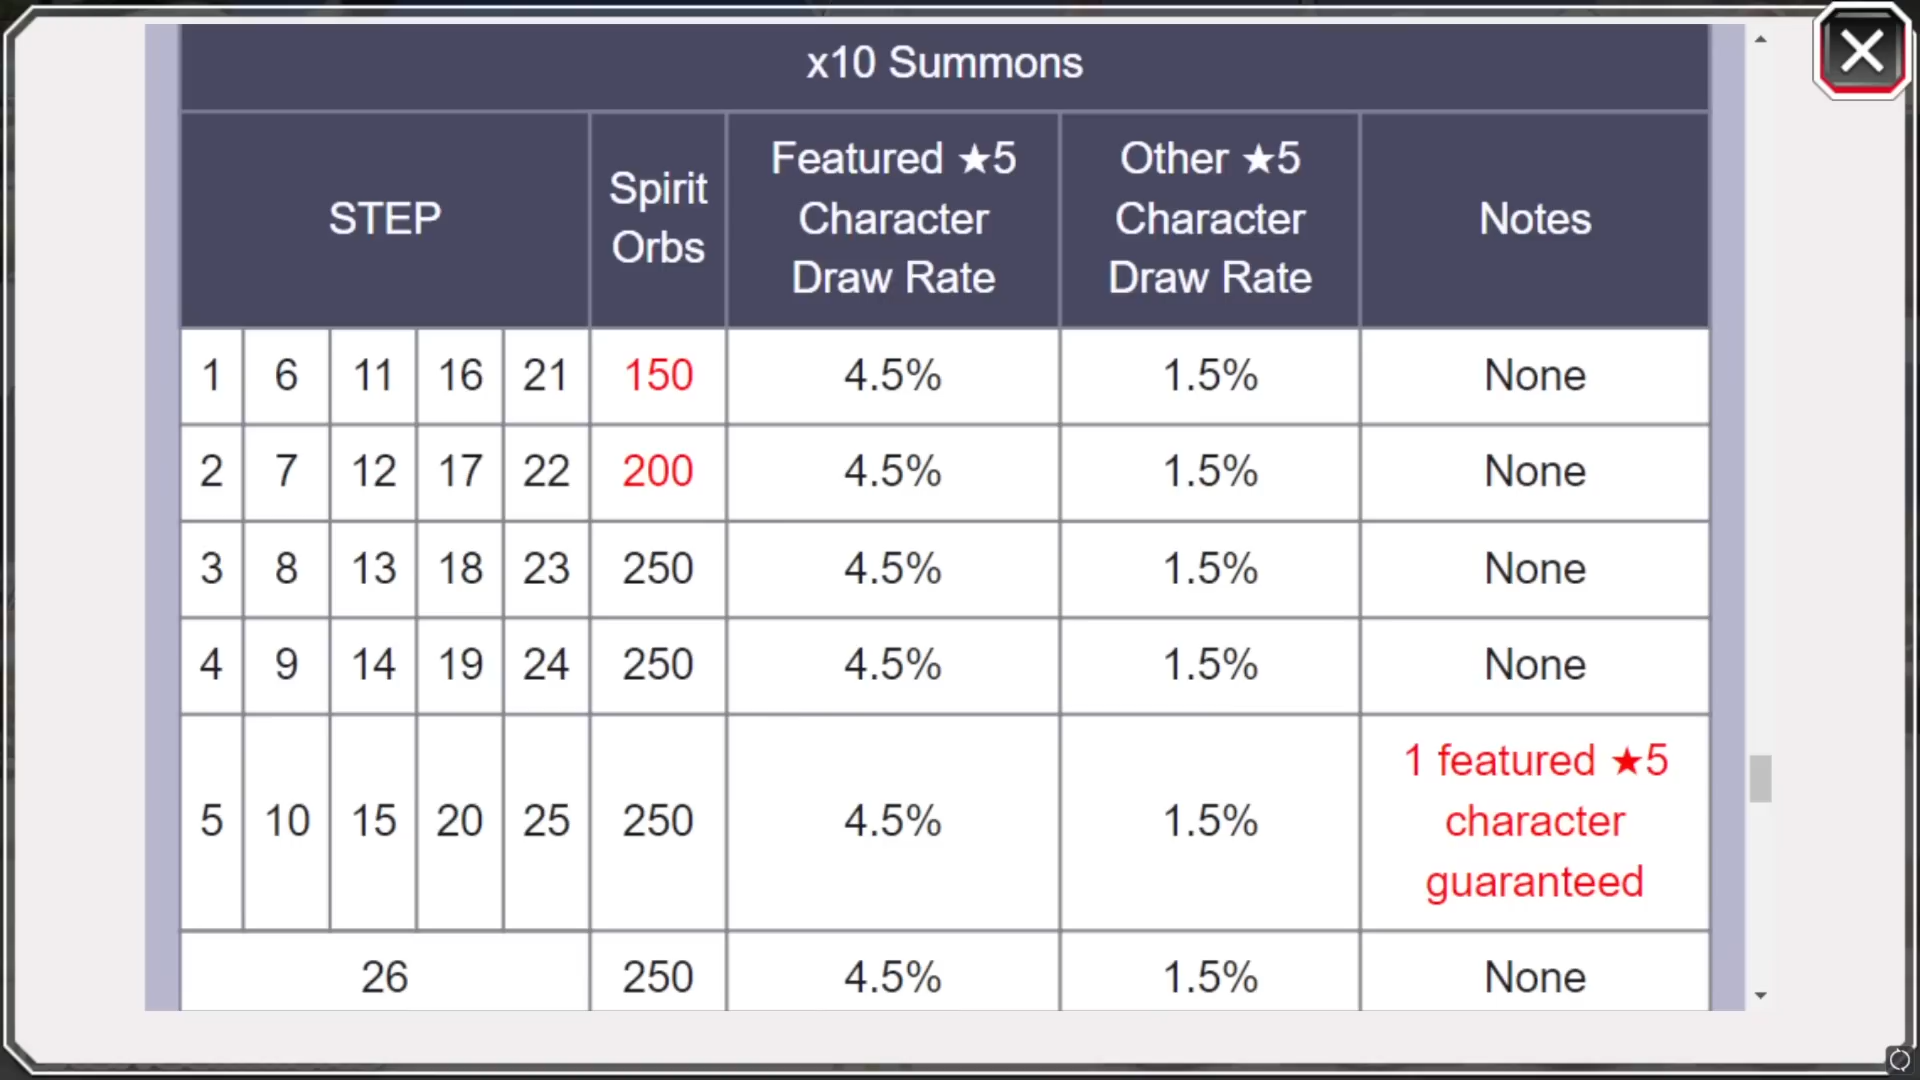 x10 Summons
STEP
Spirit
Orbs
Featured ★5
Character
Draw Rate
Other ★5
Character
Draw Rate
Notes
1 6 11 16 21 150 4.5% 1.5% None
2 7 12 17 22 200 4.5% 1.5% None
3 8 13 18 23 250 4.5% 1.5% None
4 9 14 19 24 250 4.5% 1.5% None
5 10 15 20 25 250 4.5% 1.5% 1 featured ★5
character
guaranteed
26 250 4.5% 1.5% None